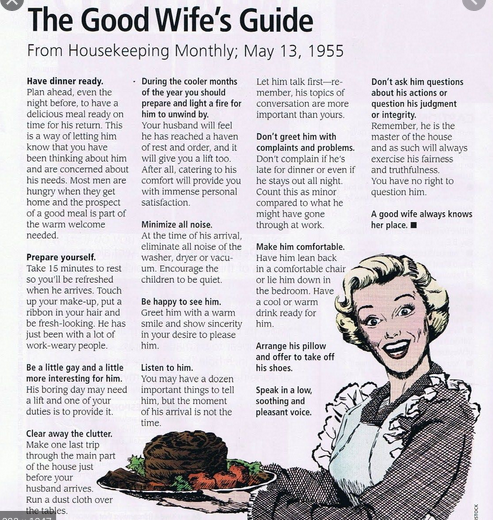 The Good Wife's Guide
From Housekeeping Monthly; May 13, 1955
Have dinner ready.
Plan ahead, even the
night before, to have a
delicious meal ready on
time for his return. This
is a way of letting him
know that you have
been thinking about him
and are concerned about
his needs. Most men are
hungry when they get
home and the prospect
of a good meal is part of
the warm welcome
needed.
Prepare yourself.
Take 15 minutes to rest
so you'll be refreshed
when he arrives. Touch
up your make-up, put a
ribbon in your hair and
be fresh-looking. He has
just been with a lot of
work-weary people.
Be a little gay and a little
more interesting for him.
His boring day may need
a lift and one of your
duties is to provide it.
Clear away the clutter.
Make one last trip
through the main part
of the house just
before your
husband arrives.
Run a dust cloth over
the tables.
During the cooler months
of the year you should
prepare and light a fire for
him to unwind by.
Your husband will feel
he has reached a haven
of rest and order, and it
will give you a lift too.
After all, catering to his
comfort will provide you
with immense personal
satisfaction.
Minimize all noise.
At the time of his arrival,
eliminate all noise of the
washer, dryer or vacu-
um. Encourage the
children to be quiet.
Be happy to see him.
Greet him with a warm
smile and show sincerity
in your desire to please
him.
Listen to him.
You may have a dozen
important things to tell
him, but the moment
of his arrival is not the
time.
Let him talk first—re-
member, his topics of
conversation are more
important than yours.
Don't greet him with
complaints and problems.
Don't complain if he's
late for dinner or even if
he stays out all night.
Count this as minor
compared to what he
might have gone
through at work.
Make him comfortable.
Have him lean back
in a comfortable chair
or lie him down in
the bedroom. Have
a cool or warm
drink ready for
him.
Arrange his pillow
and offer to take off
his shoes.
Speak in a low,
soothing and
pleasant voice.
Don't ask him questions
about his actions or
question his judgment
or integrity.
Remember, he is the
master of the house
and as such will always
exercise his fairness
and truthfulness.
You have no right to
question him.
A good wife always knows
her place. ■